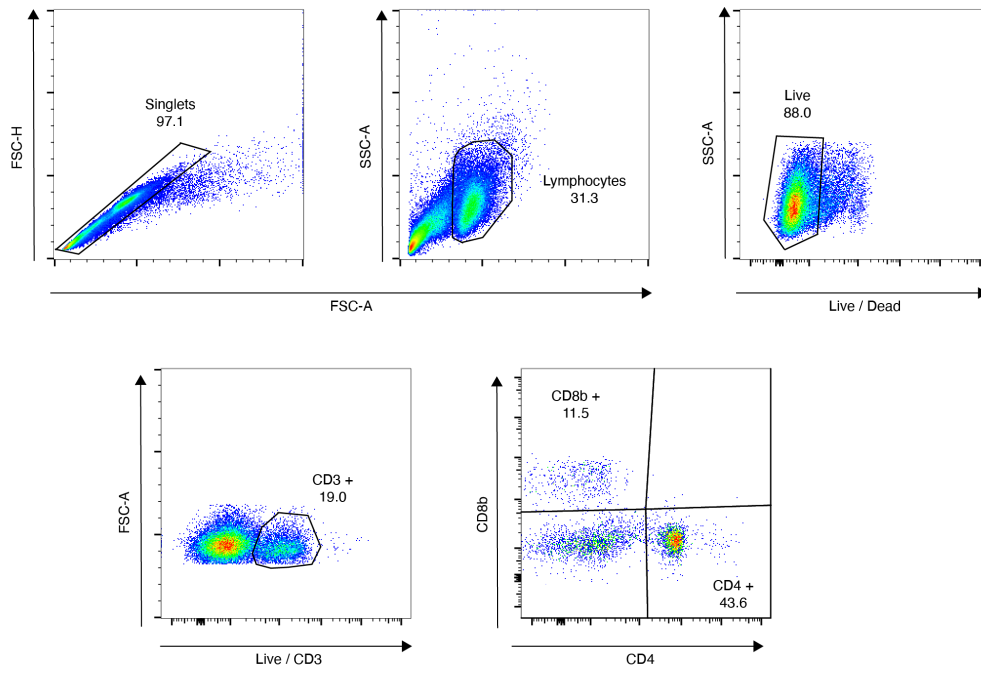 FSC-H
Singlets
97.1
SSC-A
Lymphocytes
31.3
FSC-A
SSC-A
Live
88.0
Live / Dead
FSC-A
CD3 +
19.0
Live / CD3
CD8b
CD8b +
11.5
CD4 +
43.6
CD4